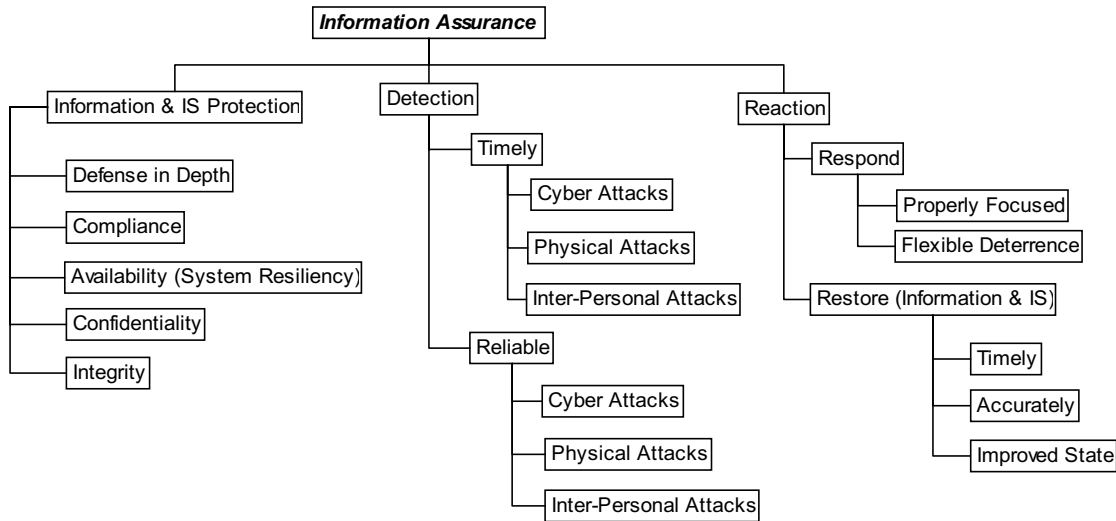 Information Assurance
Information & IS Protection
Defense in Depth
Compliance
Availability (System Resiliency)
Confidentiality
Integrity
Detection
Timely
Cyber Attacks
Physical Attacks
Inter-Personal Attacks
Reliable
Cyber Attacks
Physical Attacks
Inter-Personal Attacks
Reaction
Respond
Properly Focused
Flexible Deterrence
Restore (Information & IS)
Timely
Accurately
Improved State